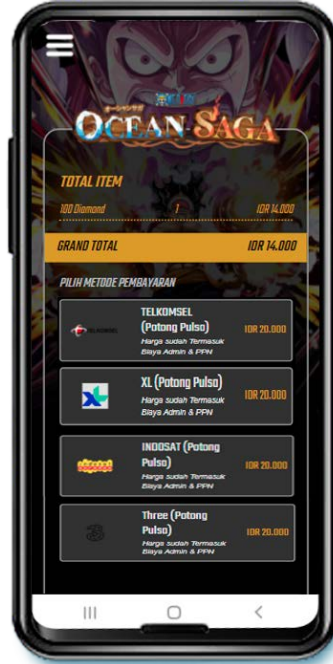 OCEAN SAGA
TOTAL ITEM
100 Diamond 1 IDR 14.000
GRAND TOTAL IDR 14.000
PILIH METODE PEMBAYARAN
TELKOMSEL
(Potong Pulsa)
Harga sudah Termasuk
Biaya Admin & PPN
IDR 20.000
XL (Potong Pulsa)
Harga sudah Termasuk
Biaya Admin & PPN
IDR 20.000
INDOSAT (Potong
Pulsa)
Harga sudah Termasuk
Biaya Admin & PPN
IDR 20.000
Three (Potong
Pulsa)
Harga sudah Termasuk
Biaya Admin & PPN
IDR 20.000